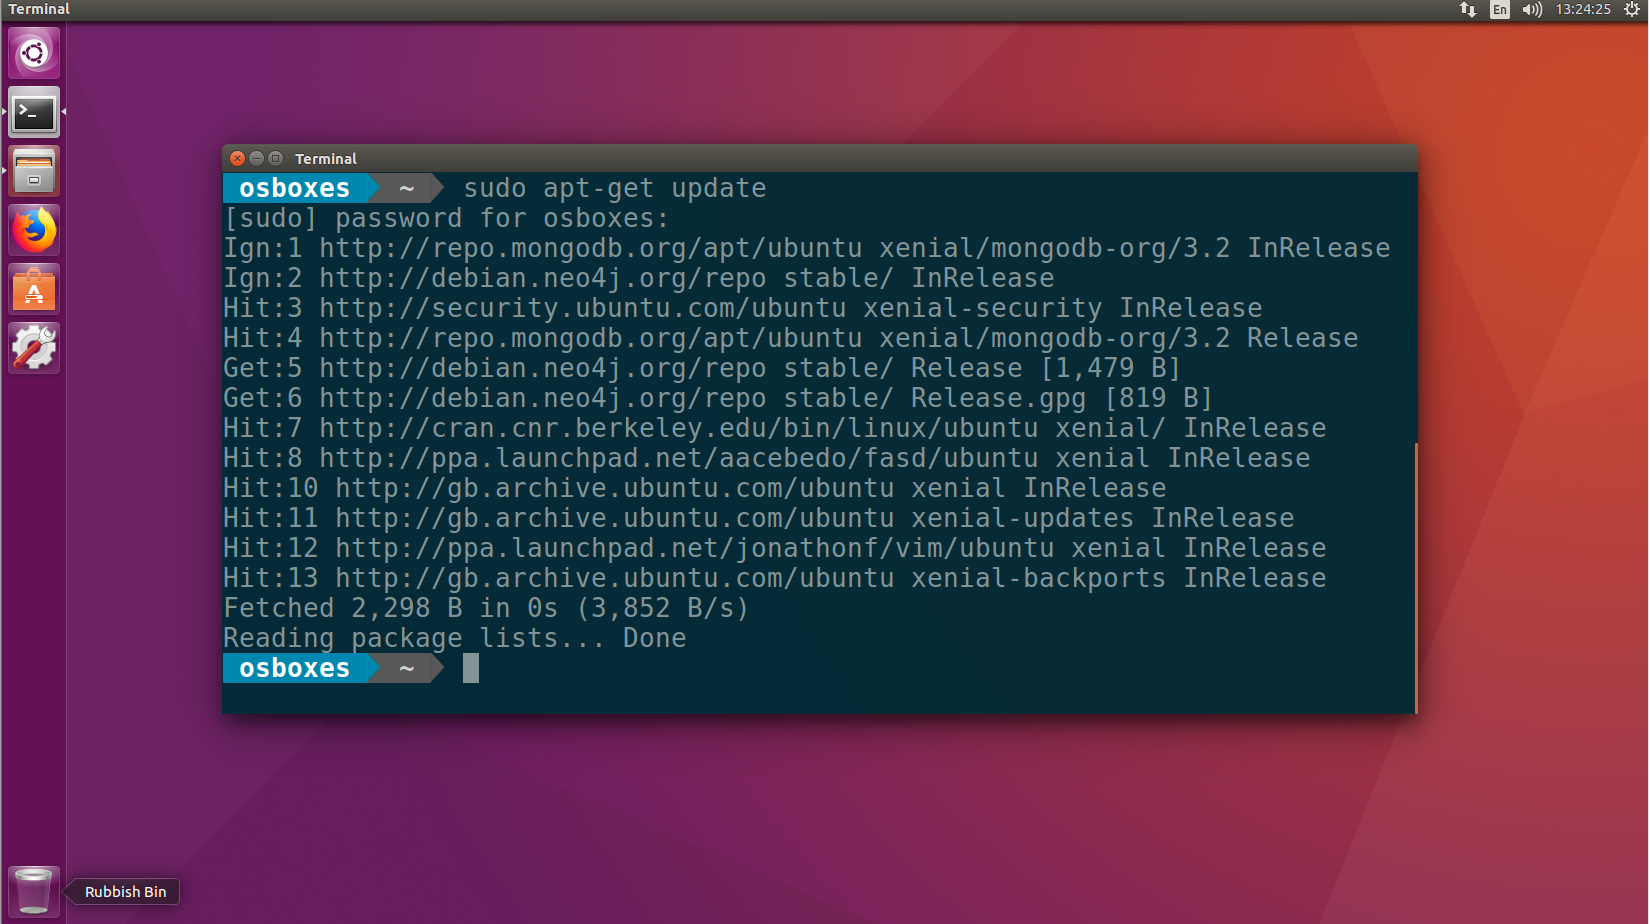 Terminal
En
13:24:25
Terminal
osboxes ~ sudo apt-get update
[sudo] password for osboxes:
Ign:1 http://repo.mongodb.org/apt/ubuntu xenial/mongodb-org/3.2 InRelease
Ign:2 http://debian.neo4j.org/repo stable/ InRelease
Hit:3 http://security.ubuntu.com/ubuntu xenial-security InRelease
Hit:4 http://repo.mongodb.org/apt/ubuntu xenial/mongodb-org/3.2 Release
Get:5 http://debian.neo4j.org/repo stable/ Release [1,479 B]
Get:6 http://debian.neo4j.org/repo stable/ Release.gpg [819 B]
Hit:7 http://cran.cnr.berkeley.edu/bin/linux/ubuntu xenial/ InRelease
Hit:8 http://ppa.launchpad.net/aacebedo/fasd/ubuntu xenial InRelease
Hit:10 http://gb.archive.ubuntu.com/ubuntu xenial InRelease
Hit:11 http://gb.archive.ubuntu.com/ubuntu xenial-updates InRelease
Hit:12 http://ppa.launchpad.net/jonathonf/vim/ubuntu xenial InRelease
Hit:13 http://gb.archive.ubuntu.com/ubuntu xenial-backports InRelease
Fetched 2,298 B in 0s (3,852 B/s)
Reading package lists... Done
osboxes ~
Rubbish Bin